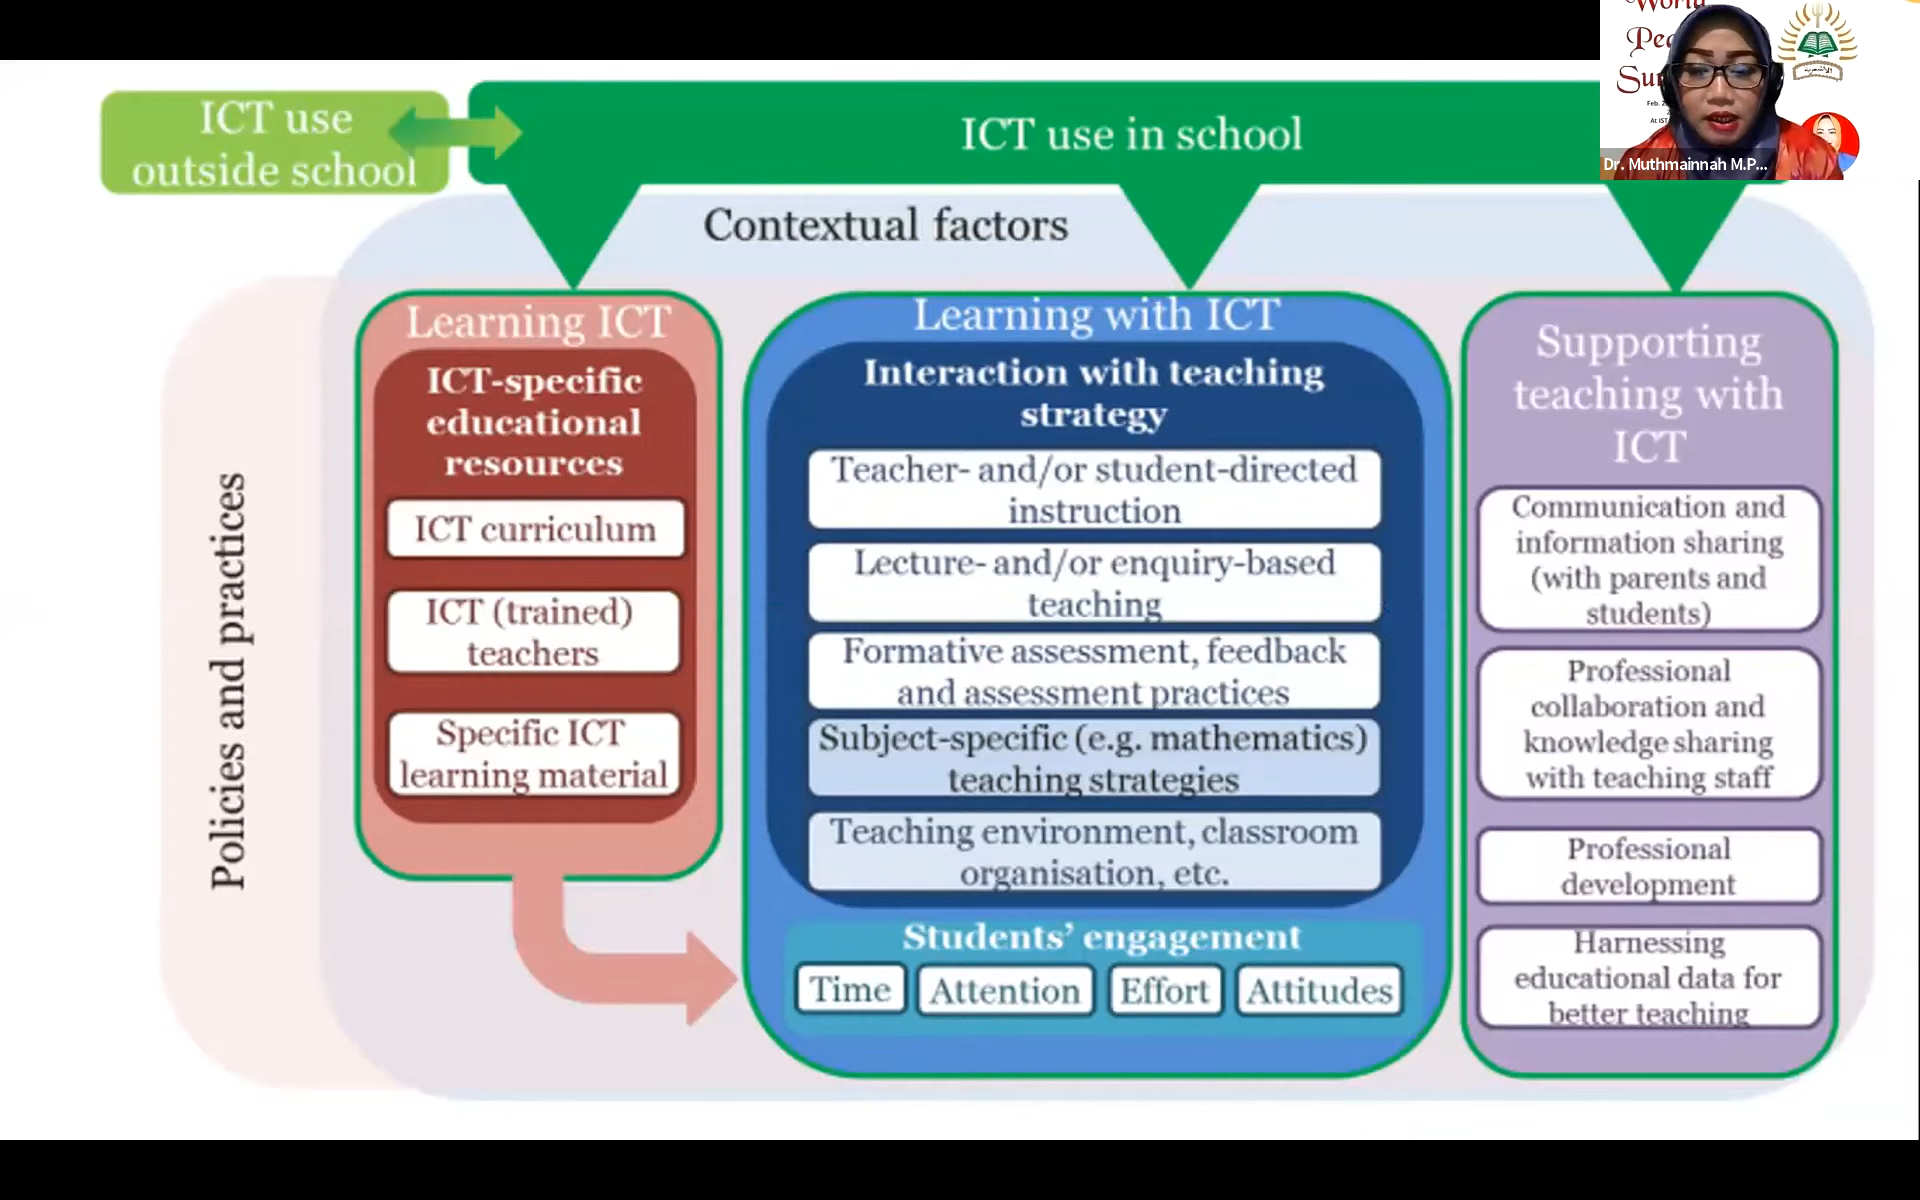 ICT use
outside school
ICT use in school
World
Dr. Muthmainnah M.P...
Contextual factors
Policies and practices
Learning ICT
ICT-specific
educational
resources
ICT curriculum
ICT (trained)
teachers
Specific ICT
learning material
Learning with ICT
Interaction with teaching
strategy
Teacher- and/or student-directed
instruction
Lecture- and/or enquiry-based
teaching
Formative assessment, feedback
and assessment practices
Subject-specific (e.g. mathematics)
teaching strategies
Teaching environment, classroom
organisation, etc.
Students’ engagement
Time
Attention
Effort
Attitudes
Supporting
teaching with
ICT
Communication and
information sharing
(with parents and
students)
Professional
collaboration and
knowledge sharing
with teaching staff
Professional
development
Harnessing
educational data for
better teaching